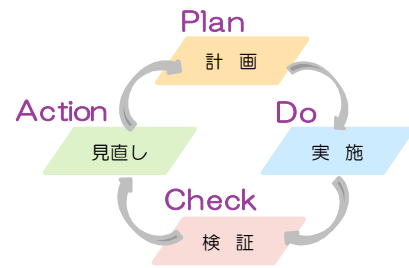 Plan
計　画
Do
実　施
Check
検　証
Action
見直し